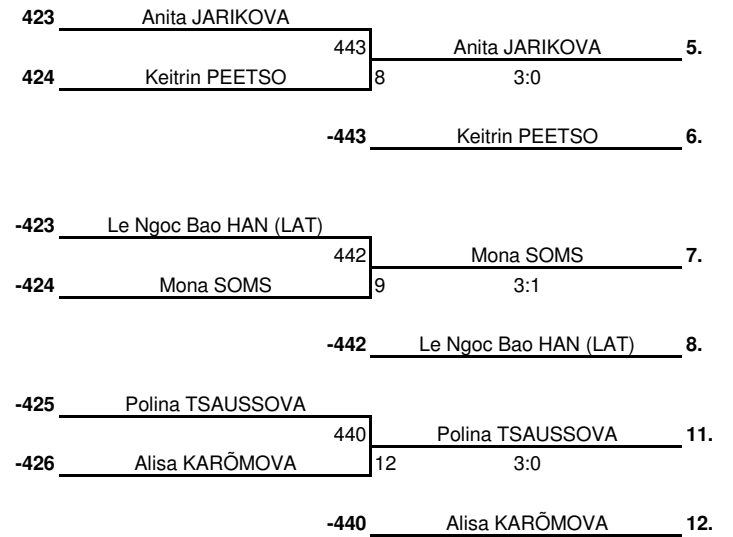 423 Anita JARIKOVA
443 Anita JARIKOVA 5.
424 Keitrin PEETSO 8 3:0
-443 Keitrin PEETSO 6.
-423 Le Ngoc Bao HAN (LAT)
442 Mona SOMS 7.
-424 Mona SOMS 9 3:1
-442 Le Ngoc Bao HAN (LAT) 8.
-425 Polina TSAUSSOVA
440 Polina TSAUSSOVA 11.
-426 Alisa KARÕMOVA 12 3:0
-440 Alisa KARÕMOVA 12.